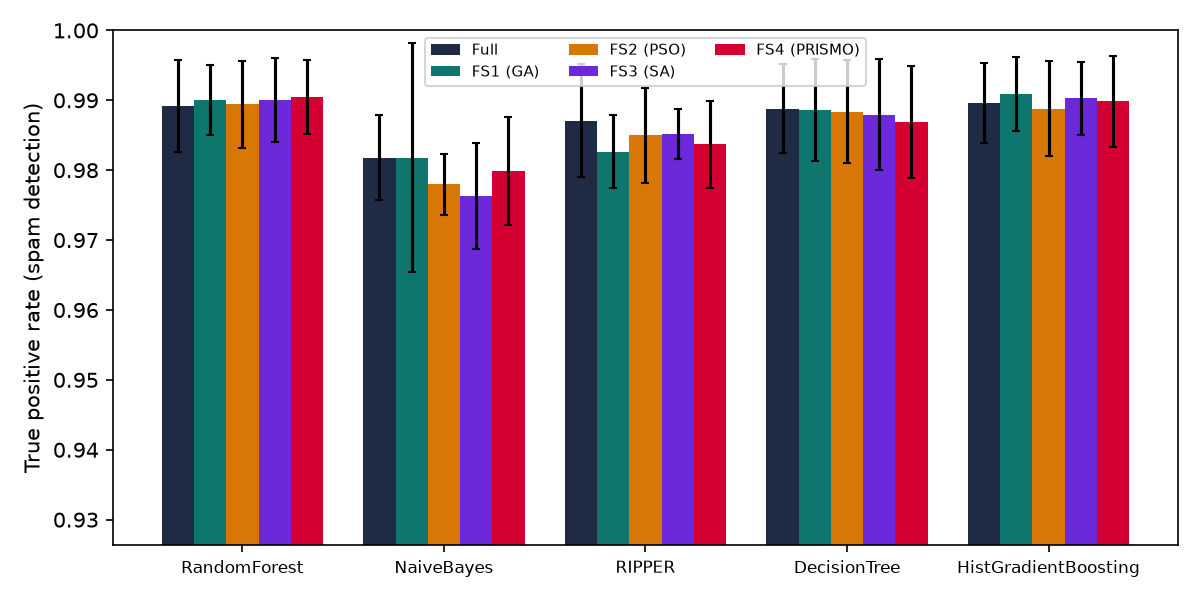 1.00
0.99
0.98
0.97
0.96
0.95
0.94
0.93
True positive rate (spam detection)
Full
FS1 (GA)
FS2 (PSO)
FS3 (SA)
FS4 (PRISMO)
RandomForest
NaiveBayes
RIPPER
DecisionTree
HistGradientBoosting